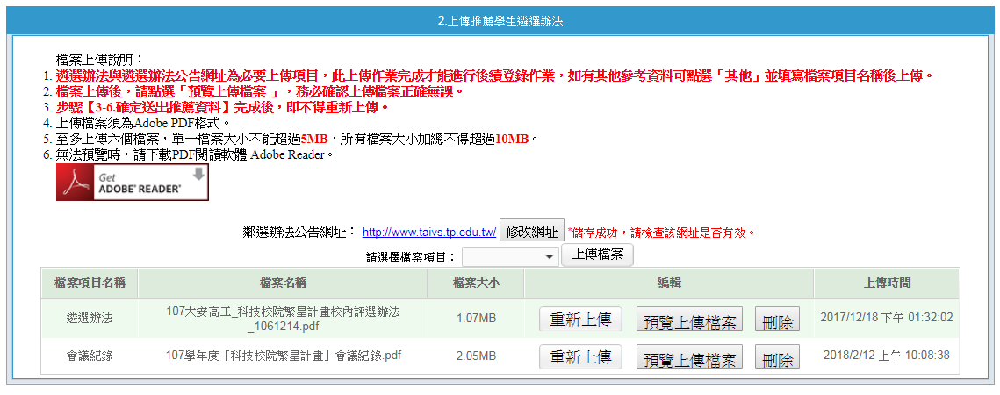 2.上傳推薦學生遴選辦法
檔案上傳說明：
1. 遴選辦法與遴選辦法公告網址為必要上傳項目，此上傳作業完成才能進行後續登錄作業，如有其他參考資料可點選「其他」並填寫檔案項目名稱後上傳。
2. 檔案上傳後，請點選「預覽上傳檔案 」，務必確認上傳檔案正確無誤。
3. 步驟【3-6.確定送出推薦資料】完成後，即不得重新上傳。
4. 上傳檔案須為Adobe PDF格式。
5. 至多上傳六個檔案，單一檔案大小不能超過5MB，所有檔案大小加總不得超過10MB。
6. 無法預覽時，請下載PDF閱讀軟體 Adobe Reader。
Get
ADOBE® READER®
鄰選辦法公告網址： http://www.taivs.tp.edu.tw/ 修改網址 *儲存成功，請檢查該網址是否有效。
請選擇檔案項目： 上傳檔案
檔案項目名稱 檔案名稱 檔案大小 編輯 上傳時間
遴選辦法 107大安高工_科技校院繁星計畫校內評選辦法
_1061214.pdf 1.07MB 重新上傳 預覽上傳檔案 刪除 2017/12/18 下午 01:32:02
會議紀錄 107學年度「科技校院繁星計畫」會議紀錄.pdf 2.05MB 重新上傳 預覽上傳檔案 刪除 2018/2/12 上午 10:08:38